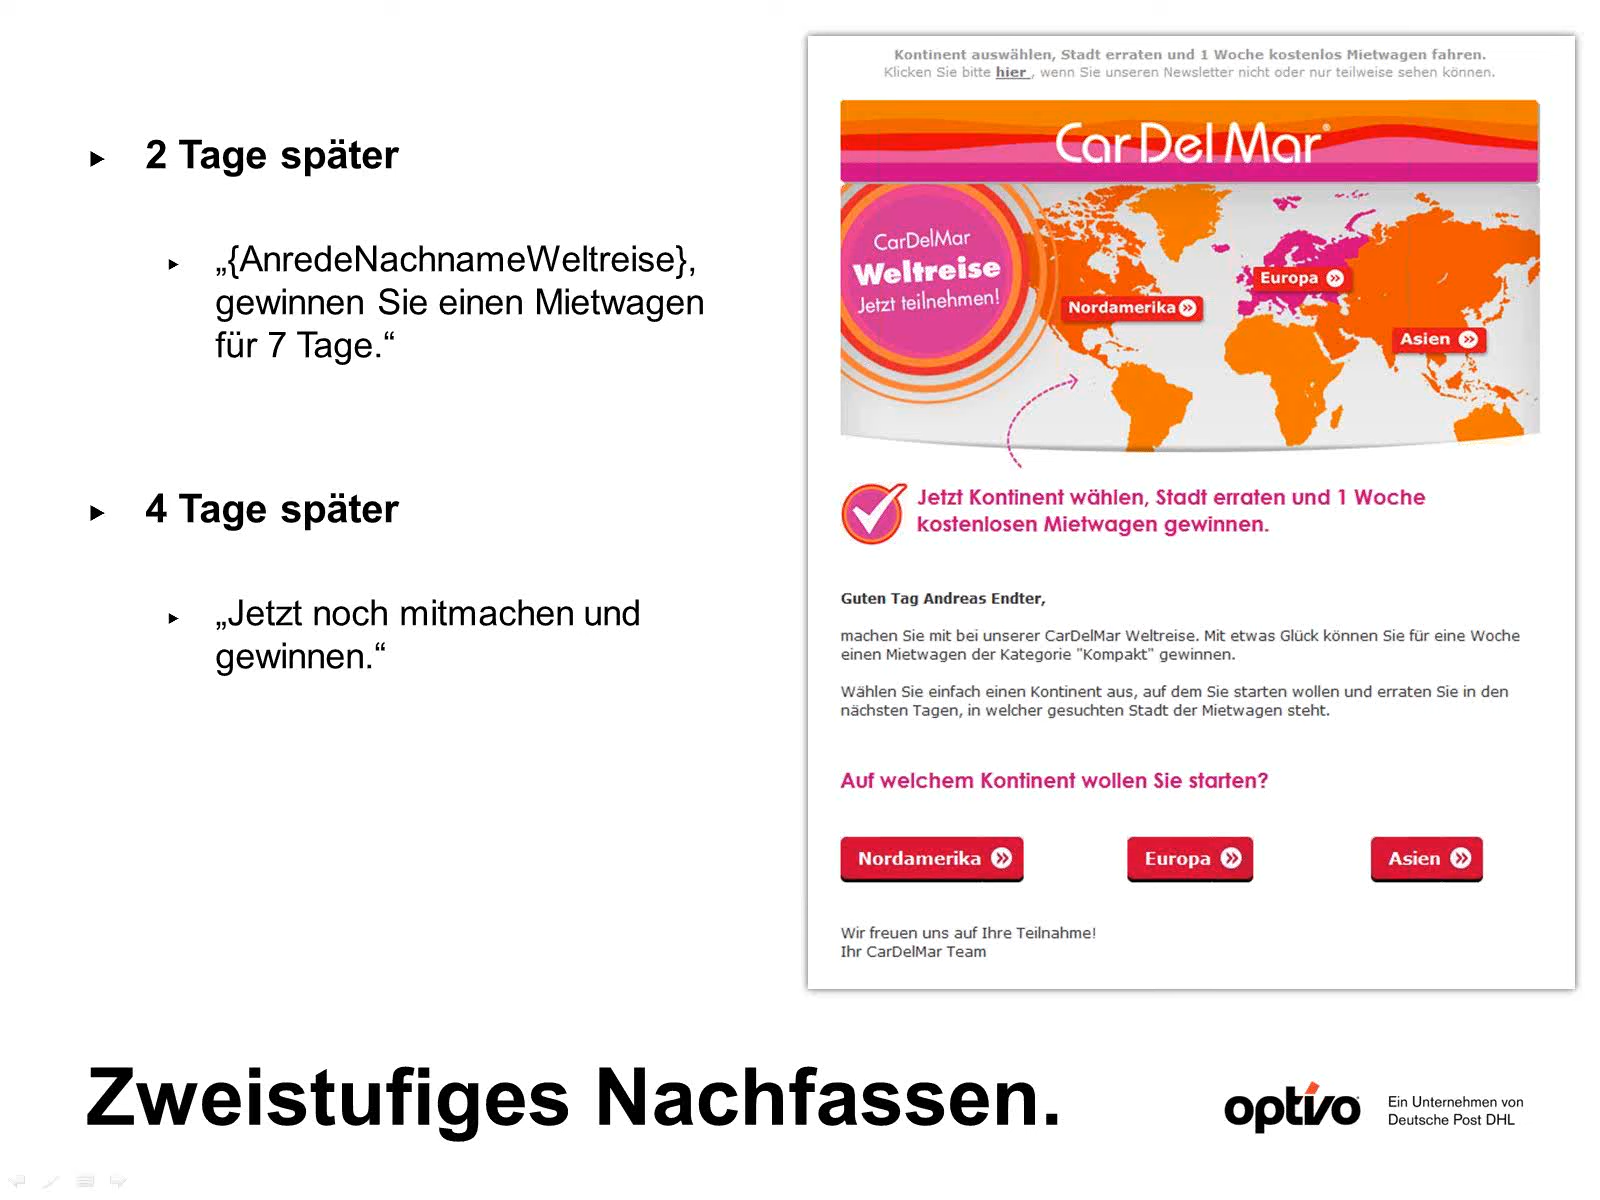 2 Tage später
„{AnredeNachnameWeltreise},
gewinnen Sie einen Mietwagen
für 7 Tage.“
4 Tage später
„Jetzt noch mitmachen und
gewinnen.“
Kontinent auswählen, Stadt erraten und 1 Woche kostenlos Mietwagen fahren.
Klicken Sie bitte hier , wenn Sie unseren Newsletter nicht oder nur teilweise sehen können.
CarDelMar®
CarDelMar
Weltreise
Jetzt teilnehmen!
Nordamerika
Europa
Asien
Jetzt Kontinent wählen, Stadt erraten und 1 Woche
kostenlosen Mietwagen gewinnen.
Guten Tag Andreas Endter,
machen Sie mit bei unserer CarDelMar Weltreise. Mit etwas Glück können Sie für eine Woche
einen Mietwagen der Kategorie "Kompakt" gewinnen.
Wählen Sie einfach einen Kontinent aus, auf dem Sie starten wollen und erraten Sie in den
nächsten Tagen, in welcher gesuchten Stadt der Mietwagen steht.
Auf welchem Kontinent wollen Sie starten?
Nordamerika
Europa
Asien
Wir freuen uns auf Ihre Teilnahme!
Ihr CarDelMar Team
Zweistufiges Nachfassen.
optivo
Ein Unternehmen von
Deutsche Post DHL